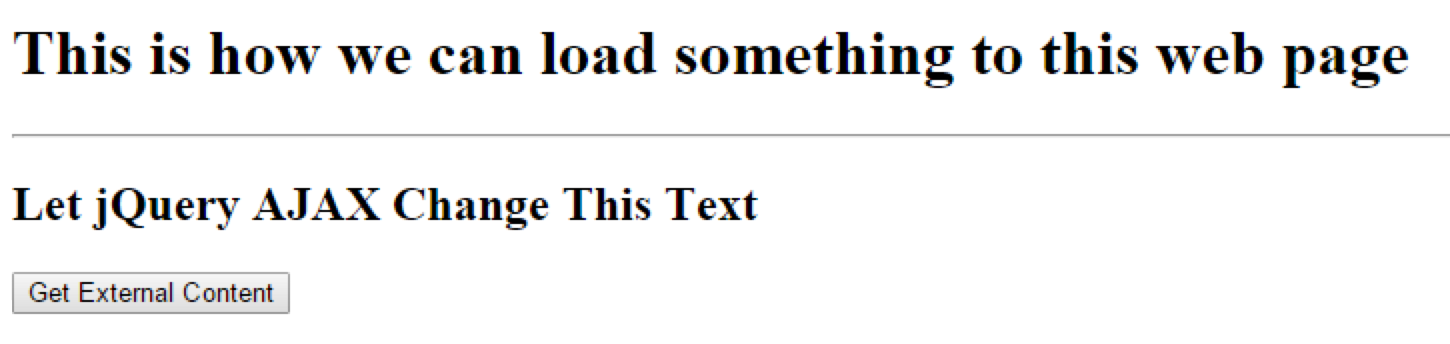 This is how we can load something to this web page
Let jQuery AJAX Change This Text
Get External Content